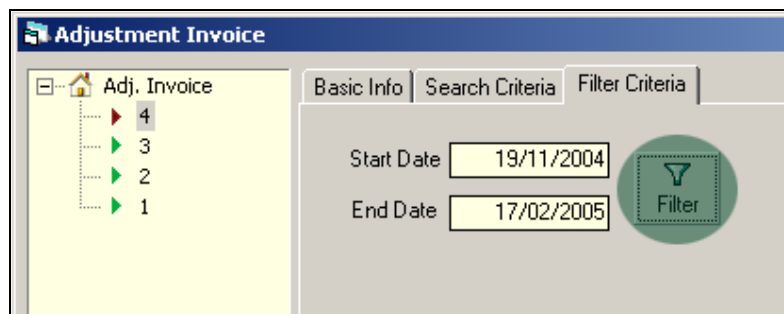 Adjustment Invoice
Adj. Invoice
4
3
2
1
Basic Info Search Criteria Filter Criteria
Start Date 19/11/2004
End Date 17/02/2005
Filter